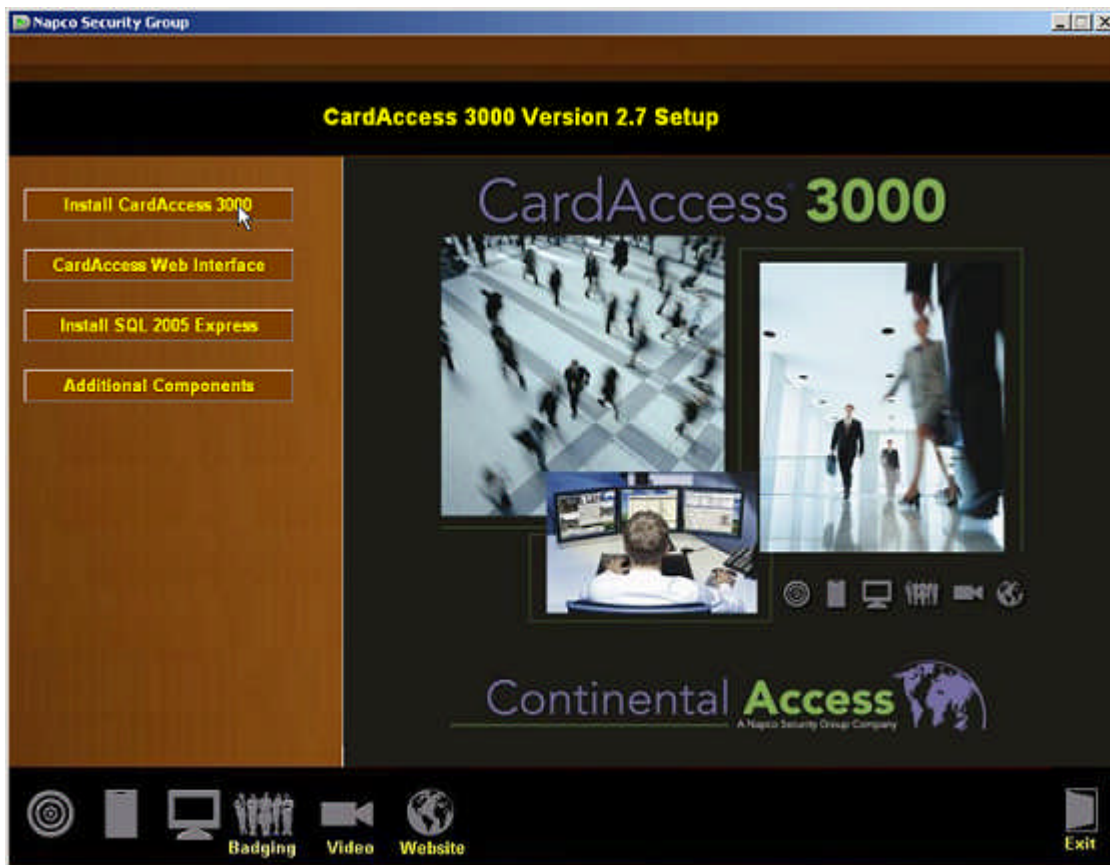 Napco Security Group
CardAccess 3000 Version 2.7 Setup
Install CardAccess 3000
CardAccess Web Interface
Install SQL 2005 Express
Additional Components
CardAccess® 3000
Continental Access
A Napco Security Group Company
Badging
Video
Website
Exit